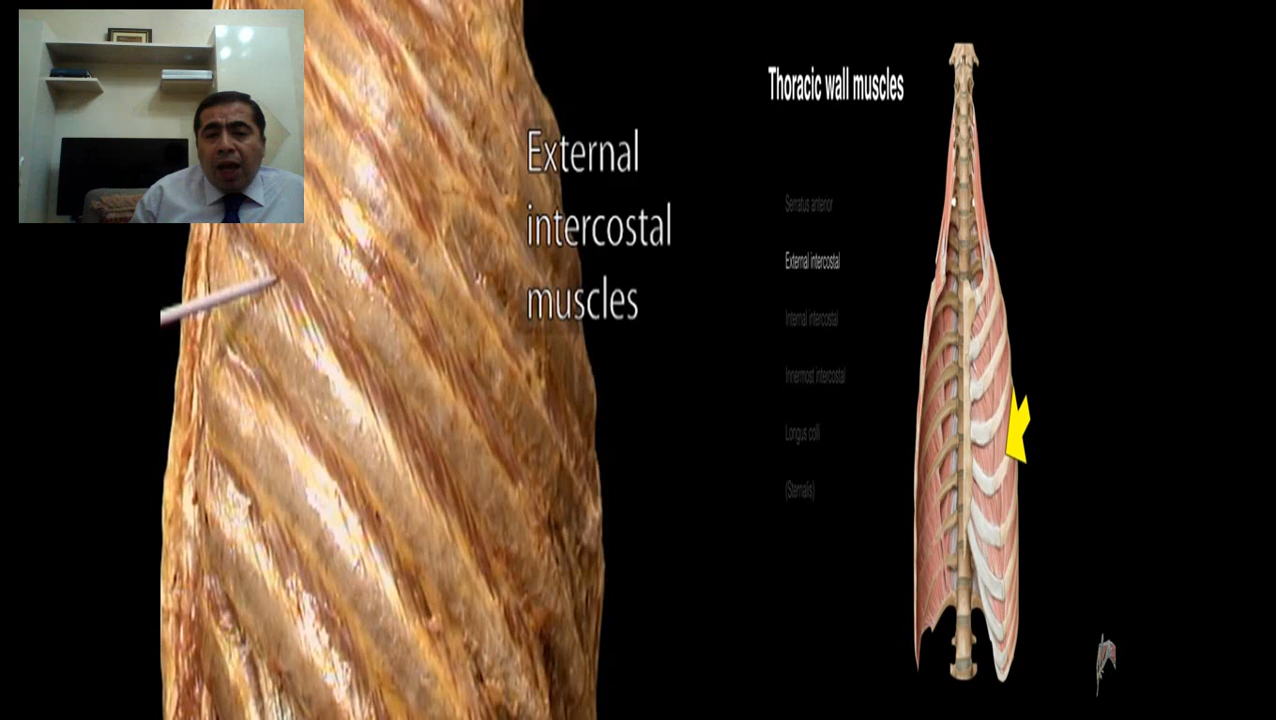 External
intercostal
muscles
Thoracic wall muscles
Serratus anterior
External intercostal
Internal intercostal
Innermost intercostal
Longus colli
(Sternalis)